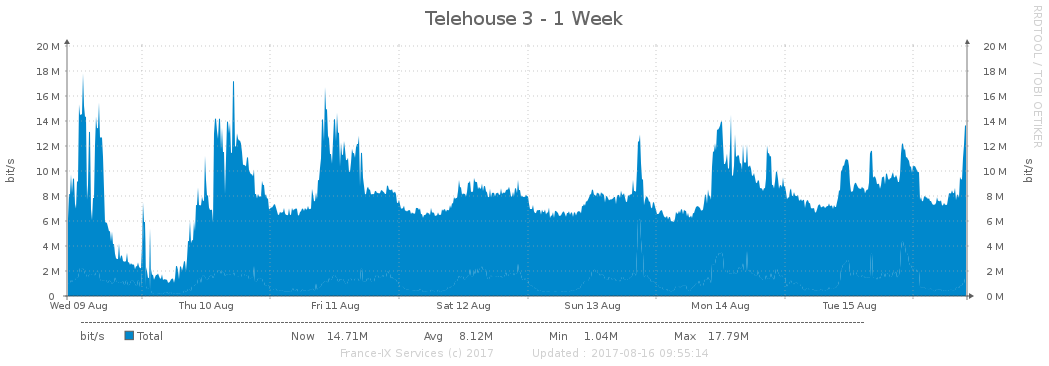 Telehouse 3 - 1 Week
RRDTOOL / TOBI OETIKER
20 M 20 M
18 M 18 M
16 M 16 M
14 M 14 M
12 M 12 M
10 M 10 M
8 M 8 M
6 M 6 M
4 M 4 M
2 M 2 M
0 0 M
bit/s bit/s
Wed 09 Aug Thu 10 Aug Fri 11 Aug Sat 12 Aug Sun 13 Aug Mon 14 Aug Tue 15 Aug
bit/s Total Now 14.71M Avg 8.12M Min 1.04M Max 17.79M
France-IX Services (c) 2017 Updated : 2017-08-16 09:55:14